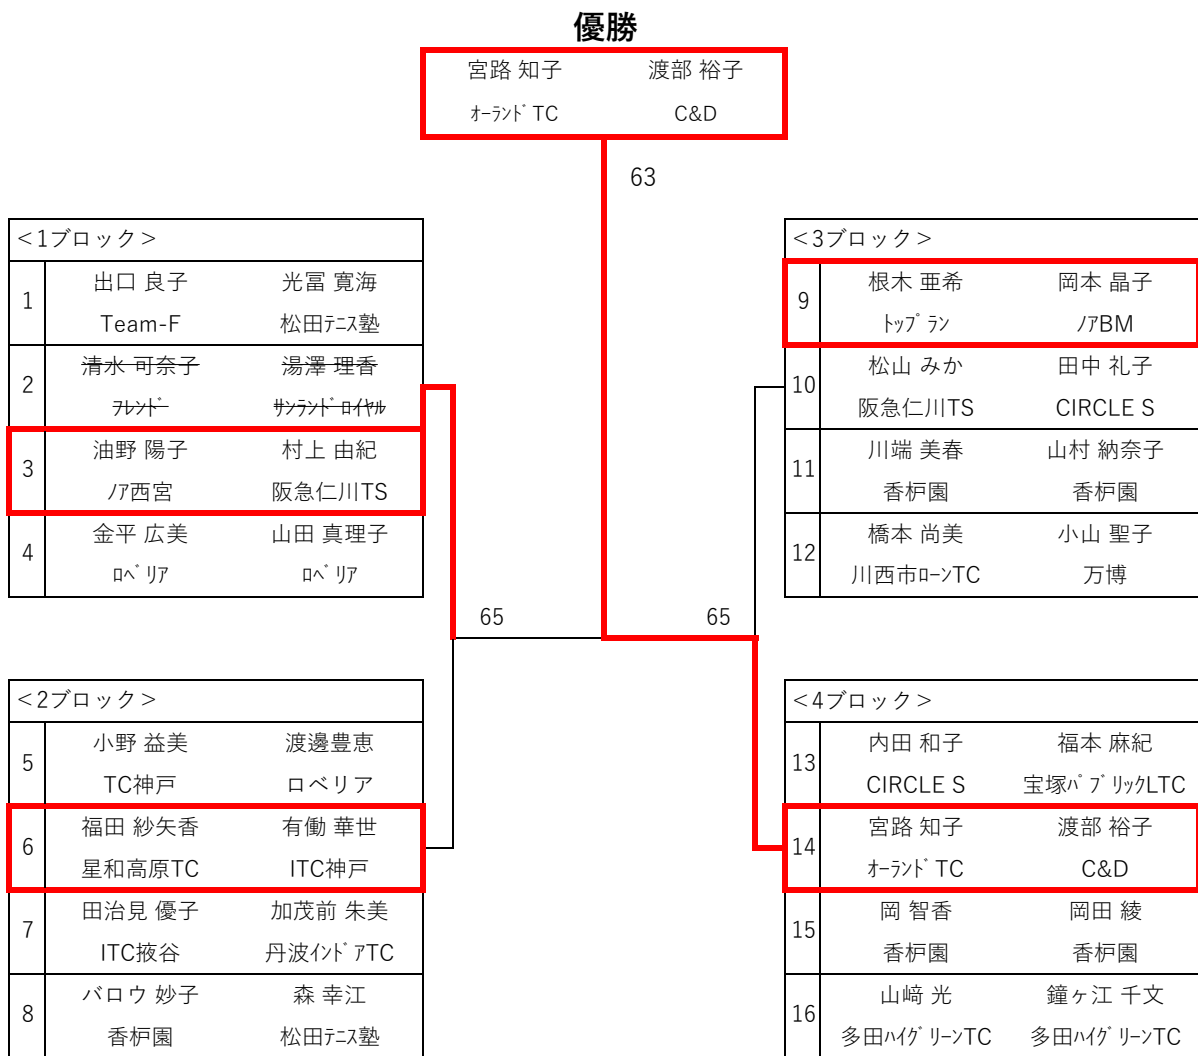 優勝
宮路 知子 渡部 裕子
ｵｰﾗﾝﾄﾞTC C&D
63
＜1ブロック＞
1 出口 良子 光冨 寛海
Team-F 松田ﾃﾆｽ塾
2 清水 可奈子 湯澤 理香
ﾌﾚﾝﾄﾞ ｻﾝﾗﾝﾄﾞﾛｲﾔﾙ
3 油野 陽子 村上 由紀
ﾉｱ西宮 阪急仁川TS
4 金平 広美 山田 真理子
ﾛﾍﾞﾘｱ ﾛﾍﾞﾘｱ
＜3ブロック＞
9 根木 亜希 岡本 晶子
ﾄｯﾌﾟﾗﾝ ﾉｱBM
10 松山 みか 田中 礼子
阪急仁川TS CIRCLE S
11 川端 美春 山村 納奈子
香枦園 香枦園
12 橋本 尚美 小山 聖子
川西市ﾛｰﾝTC 万博
65 65
＜2ブロック＞
5 小野 益美 渡邊豊恵
TC神戸 ロベリア
6 福田 紗矢香 有働 華世
星和高原TC ITC神戸
7 田治見 優子 加茂前 朱美
ITC掖谷 丹波ｲﾝﾄﾞｱTC
8 バロウ 妙子 森 幸江
香枦園 松田ﾃﾆｽ塾
＜4ブロック＞
13 内田 和子 福本 麻紀
CIRCLE S 宝塚ﾊﾟﾌﾞﾘｯｸLTC
14 宮路 知子 渡部 裕子
ｵｰﾗﾝﾄﾞTC C&D
15 岡 智香 岡田 綾
香枦園 香枦園
16 山﨑 光 鐘ヶ江 千文
多田ﾊｲｸﾞﾘｰﾝTC 多田ﾊｲｸﾞﾘｰﾝTC